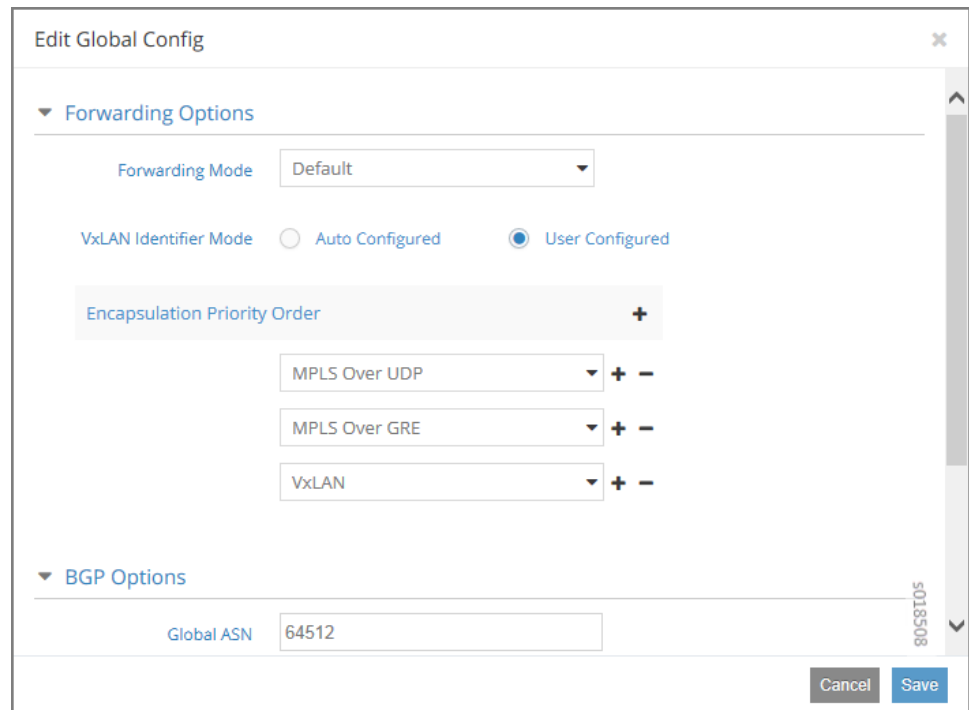 Edit Global Config
Forwarding Options
Forwarding Mode Default
VxLAN Identifier Mode Auto Configured User Configured
Encapsulation Priority Order
MPLS Over UDP
MPLS Over GRE
VxLAN
BGP Options
Global ASN 64512
s018508
Cancel Save